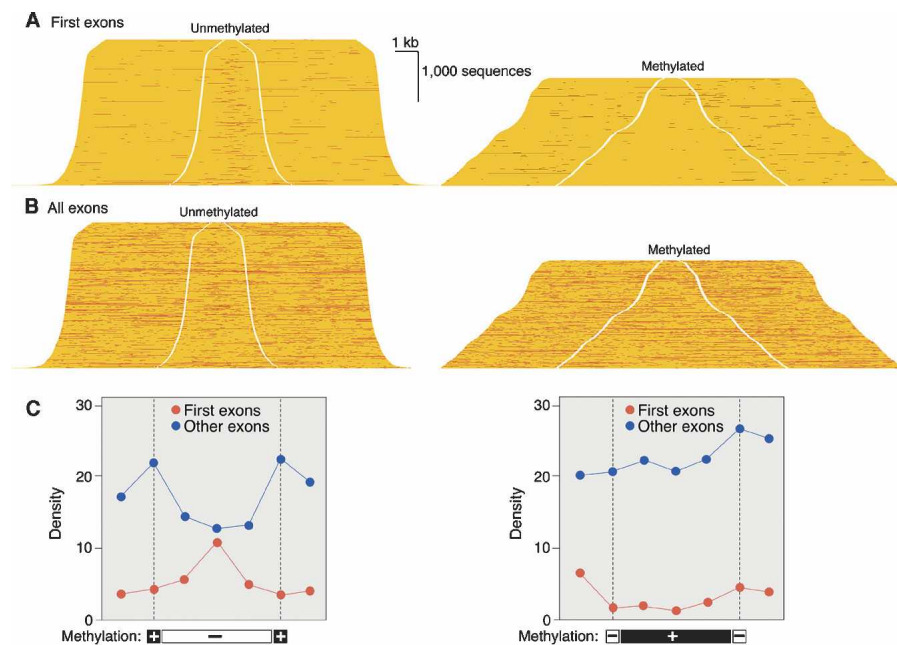 A First exons
Unmethylated
1 kb
1,000 sequences
Methylated
B All exons
Unmethylated
Methylated
C
30
20
10
0
Density
First exons
Other exons
Methylation: + − +
30
20
10
0
Density
First exons
Other exons
Methylation: − + −